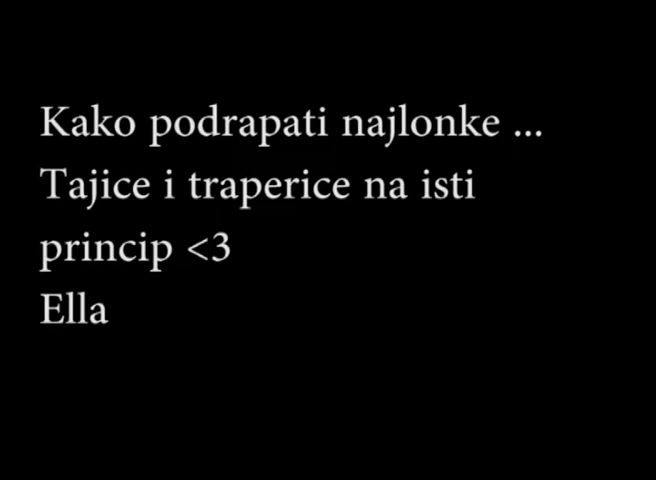 Kako podrapati najlonke ...
Tajice i traperice na isti
princip <3
Ella